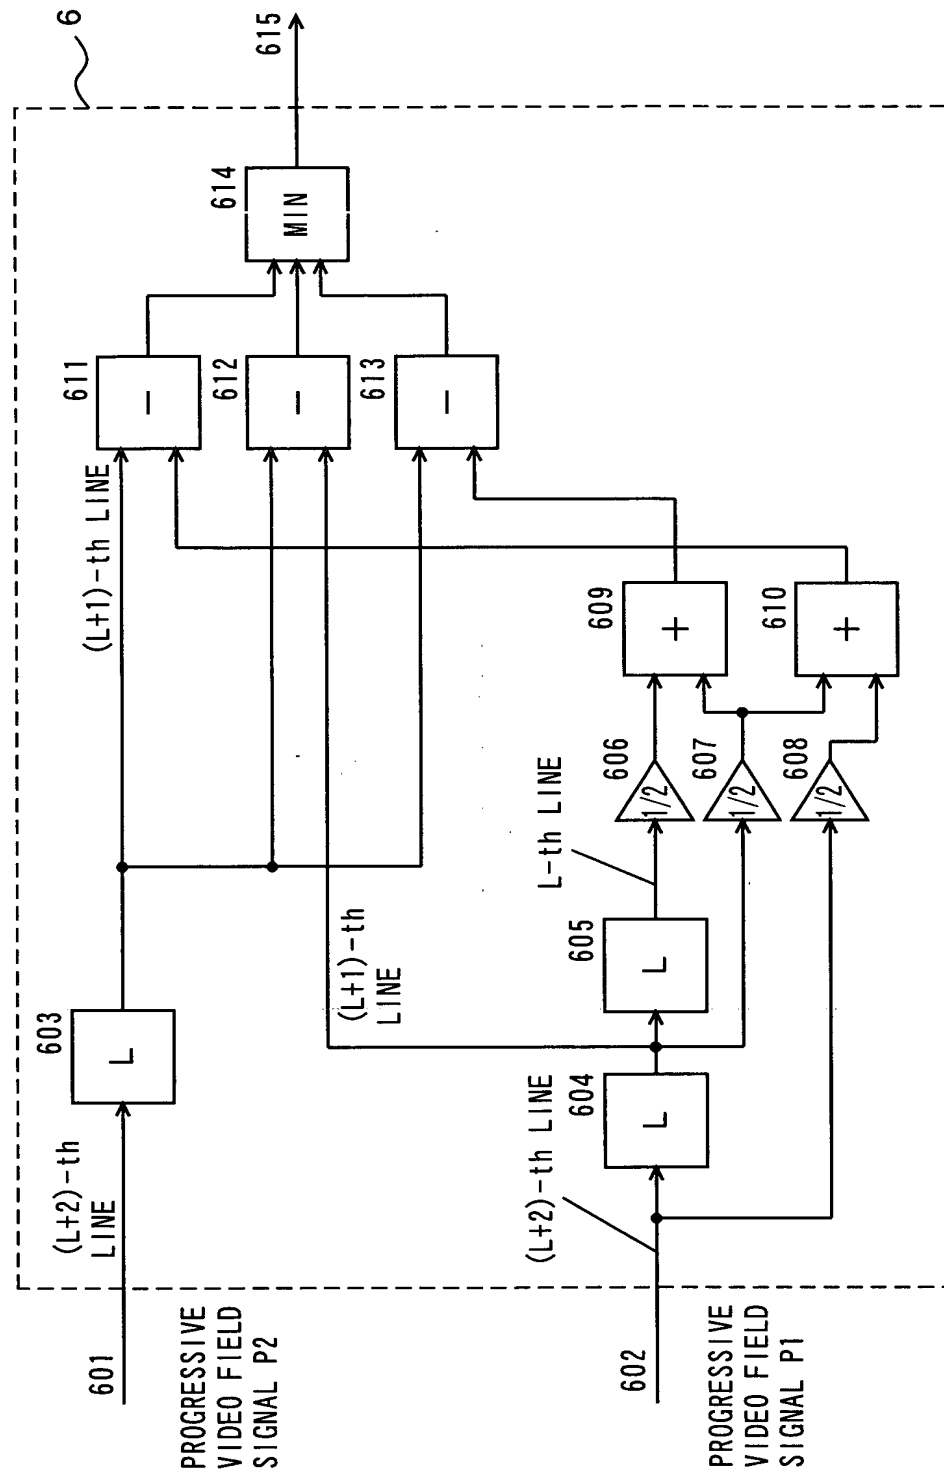 6
601
PROGRESSIVE
VIDEO FIELD
SIGNAL P2
(L+2)-th
LINE
603
L
(L+1)-th LINE
611
−
612
−
613
−
614
MIN
615
602
PROGRESSIVE
VIDEO FIELD
SIGNAL P1
(L+2)-th LINE
604
L
(L+1)-th
LINE
605
L
L-th LINE
606
1/2
607
1/2
608
1/2
609
+
610
+